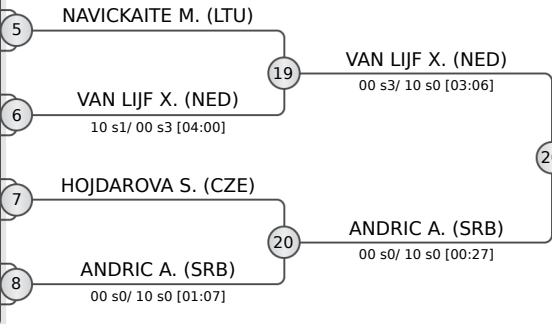 5
NAVICKAITE M. (LTU)
19
VAN LIJF X. (NED)
00 s3/ 10 s0 [03:06]
6
VAN LIJF X. (NED)
10 s1/ 00 s3 [04:00]
7
HOJDAROVA S. (CZE)
20
ANDRIC A. (SRB)
00 s0/ 10 s0 [00:27]
8
ANDRIC A. (SRB)
00 s0/ 10 s0 [01:07]